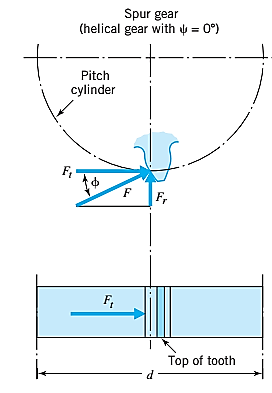 Spur gear
(helical gear with ψ = 0°)
Pitch
cylinder
Fₜ
ϕ
F
Fᵣ
Fₜ
Top of tooth
d